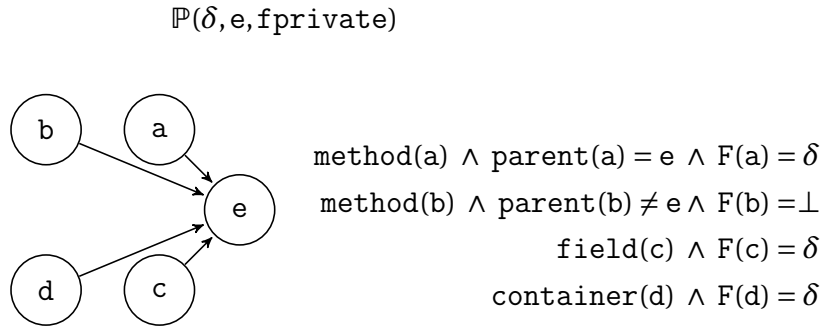 ℙ(δ,e,fprivate)
b
a
e
d
c
method(a) ∧ parent(a) = e ∧ F(a) = δ
method(b) ∧ parent(b) ≠ e ∧ F(b) =⊥
field(c) ∧ F(c) = δ
container(d) ∧ F(d) = δ